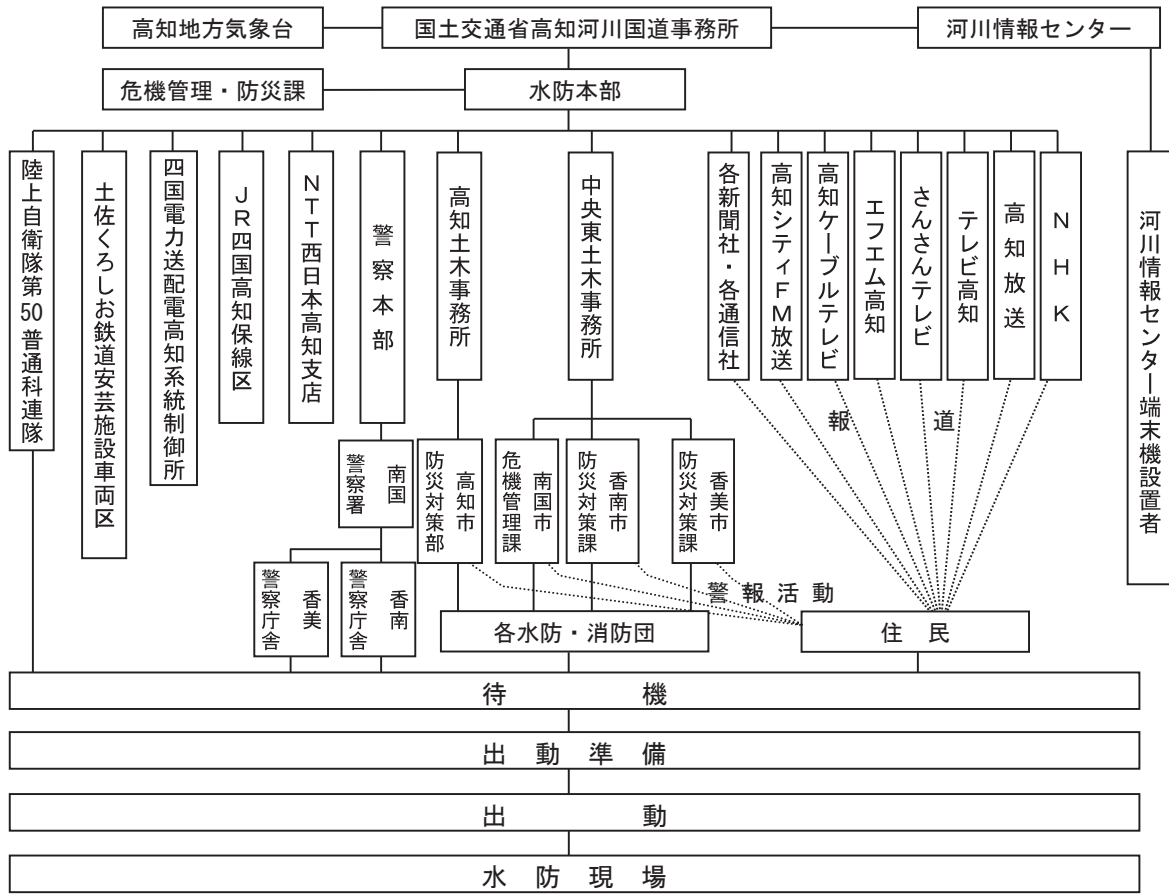 高知地方気象台
国土交通省高知河川国道事務所
河川情報センター
危機管理・防災課
水防本部
陸上自衛隊第50普通科連隊
土佐くろしお鉄道安芸施設車両区
四国電力送配電高知系統制御所
JR四国高知保線区
NTT西日本高知支店
警察本部
高知土木事務所
中央東土木事務所
各新聞社・各通信社
高知シティFM放送
高知ケーブルテレビ
エフエム高知
さんさんテレビ
テレビ高知
高知放送
NHK
河川情報センター端末機設置者
報道
南国
警察署
高知市
防災対策部
南国市
危機管理課
香南市
防災対策課
香美市
防災対策課
香美
警察庁舎
香南
警察庁舎
警報活動
各水防・消防団
住民
待機
出動準備
出動
水防現場